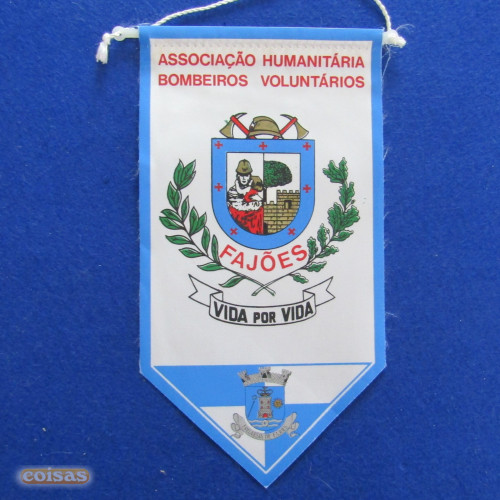 ASSOCIAÇÃO HUMANITÁRIA
BOMBEIROS VOLUNTÁRIOS
FAJÕES
VIDA POR VIDA
coisas